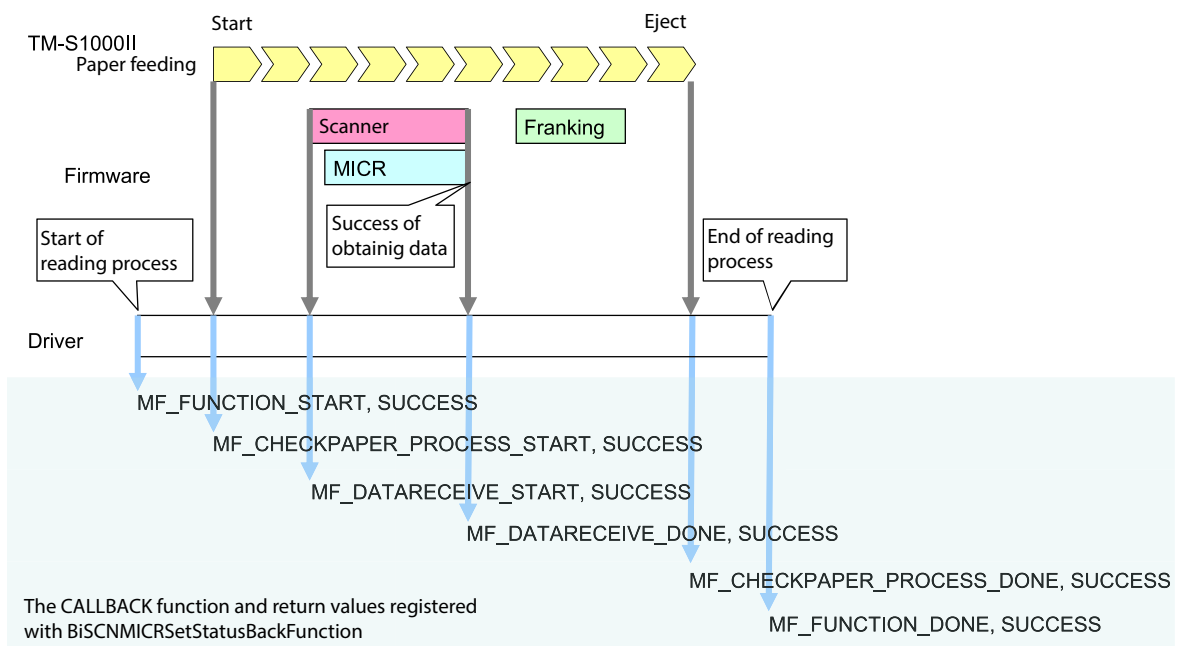 Start
Eject
TM-S1000II
Paper feeding
Scanner
Franking
MICR
Firmware
Success of
obtainig data
Start of
reading process
End of reading
process
Driver
MF_FUNCTION_START, SUCCESS
MF_CHECKPAPER_PROCESS_START, SUCCESS
MF_DATARECEIVE_START, SUCCESS
MF_DATARECEIVE_DONE, SUCCESS
MF_CHECKPAPER_PROCESS_DONE, SUCCESS
MF_FUNCTION_DONE, SUCCESS
The CALLBACK function and return values registered
with BiSCNMICRSetStatusBackFunction